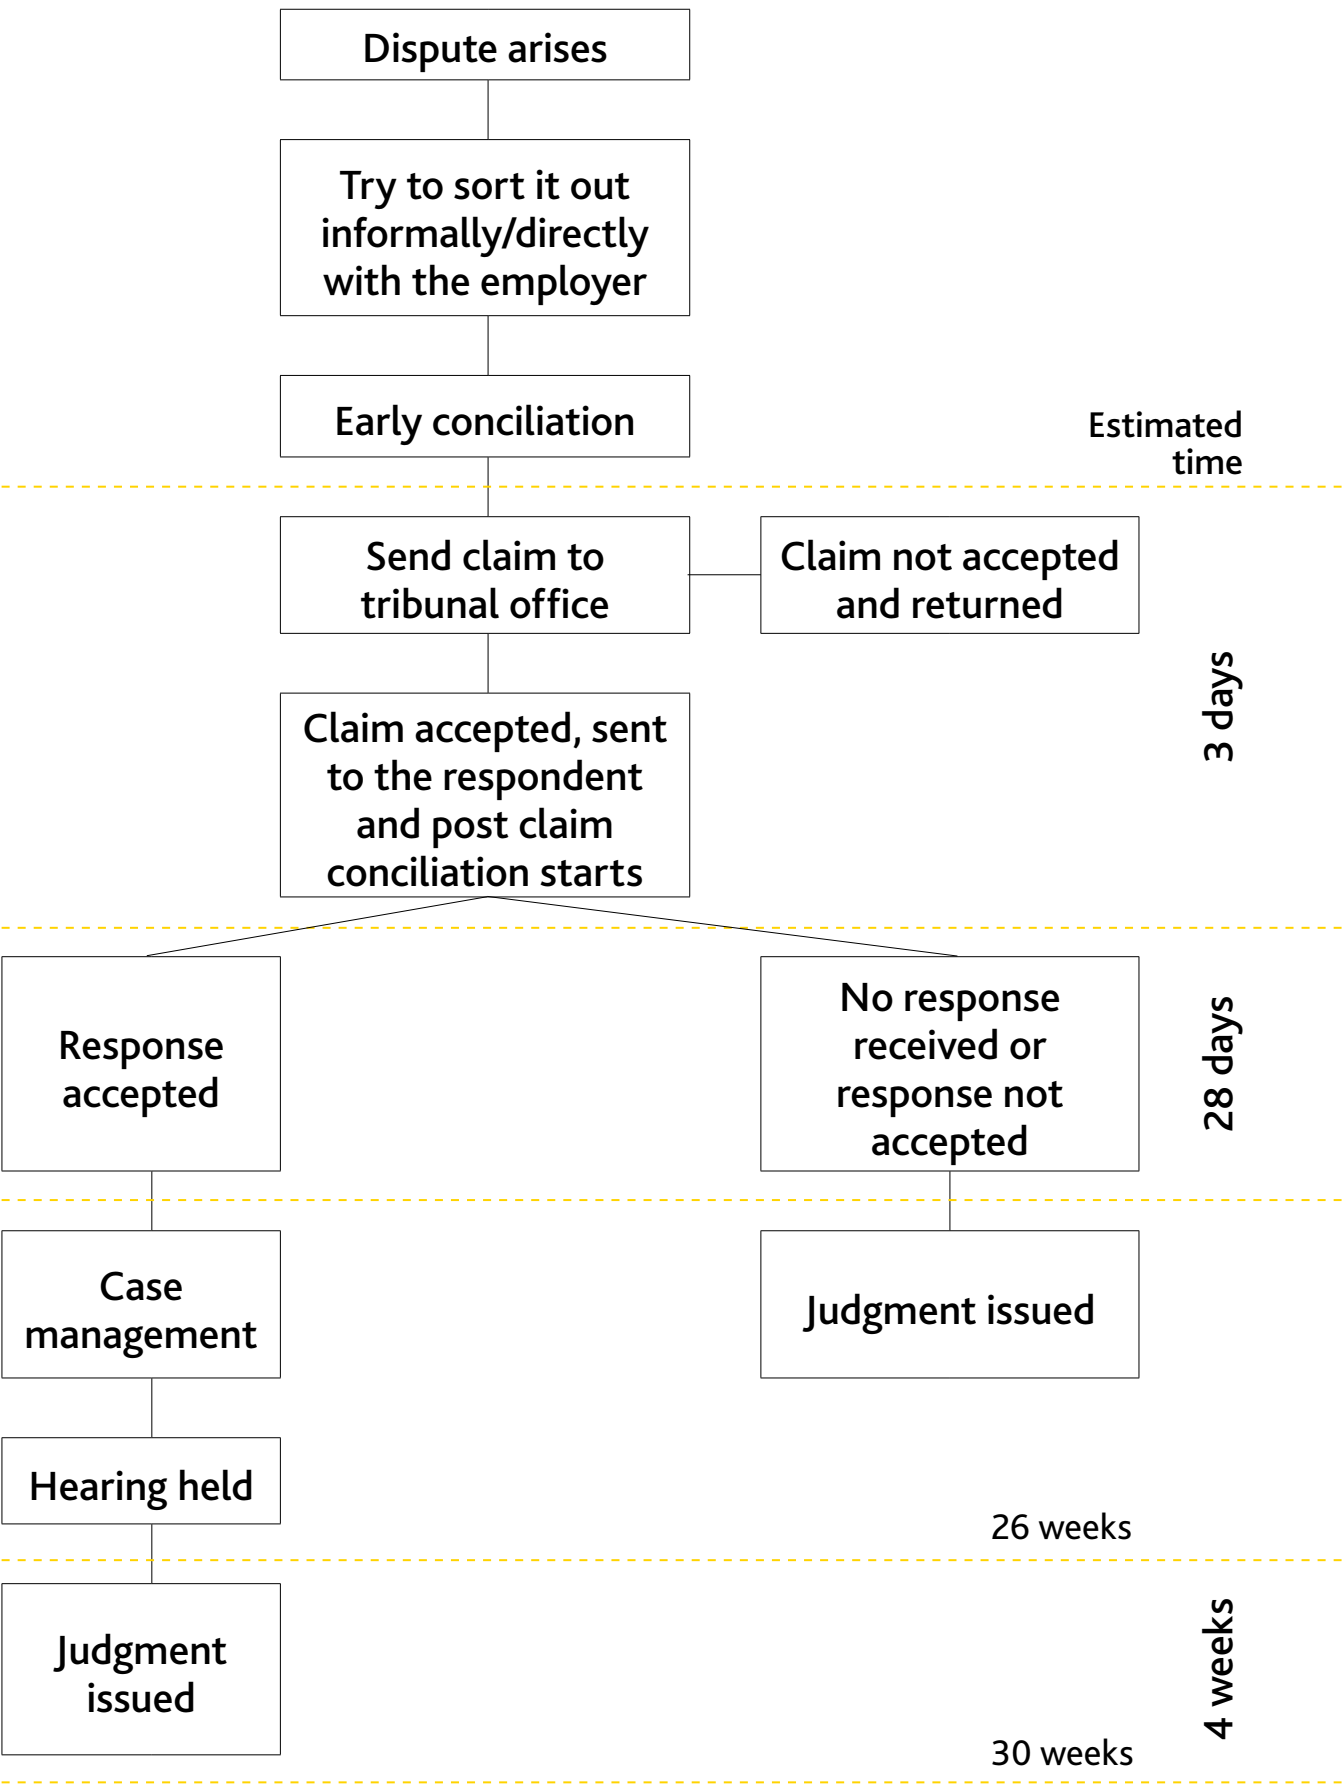 Dispute arises
Try to sort it out
informally/directly
with the employer
Early conciliation
Estimated
time
Send claim to
tribunal office
Claim not accepted
and returned
3 days
Claim accepted, sent
to the respondent
and post claim
conciliation starts
Response
accepted
No response
received or
response not
accepted
28 days
Case
management
Judgment issued
Hearing held
26 weeks
Judgment
issued
4 weeks
30 weeks